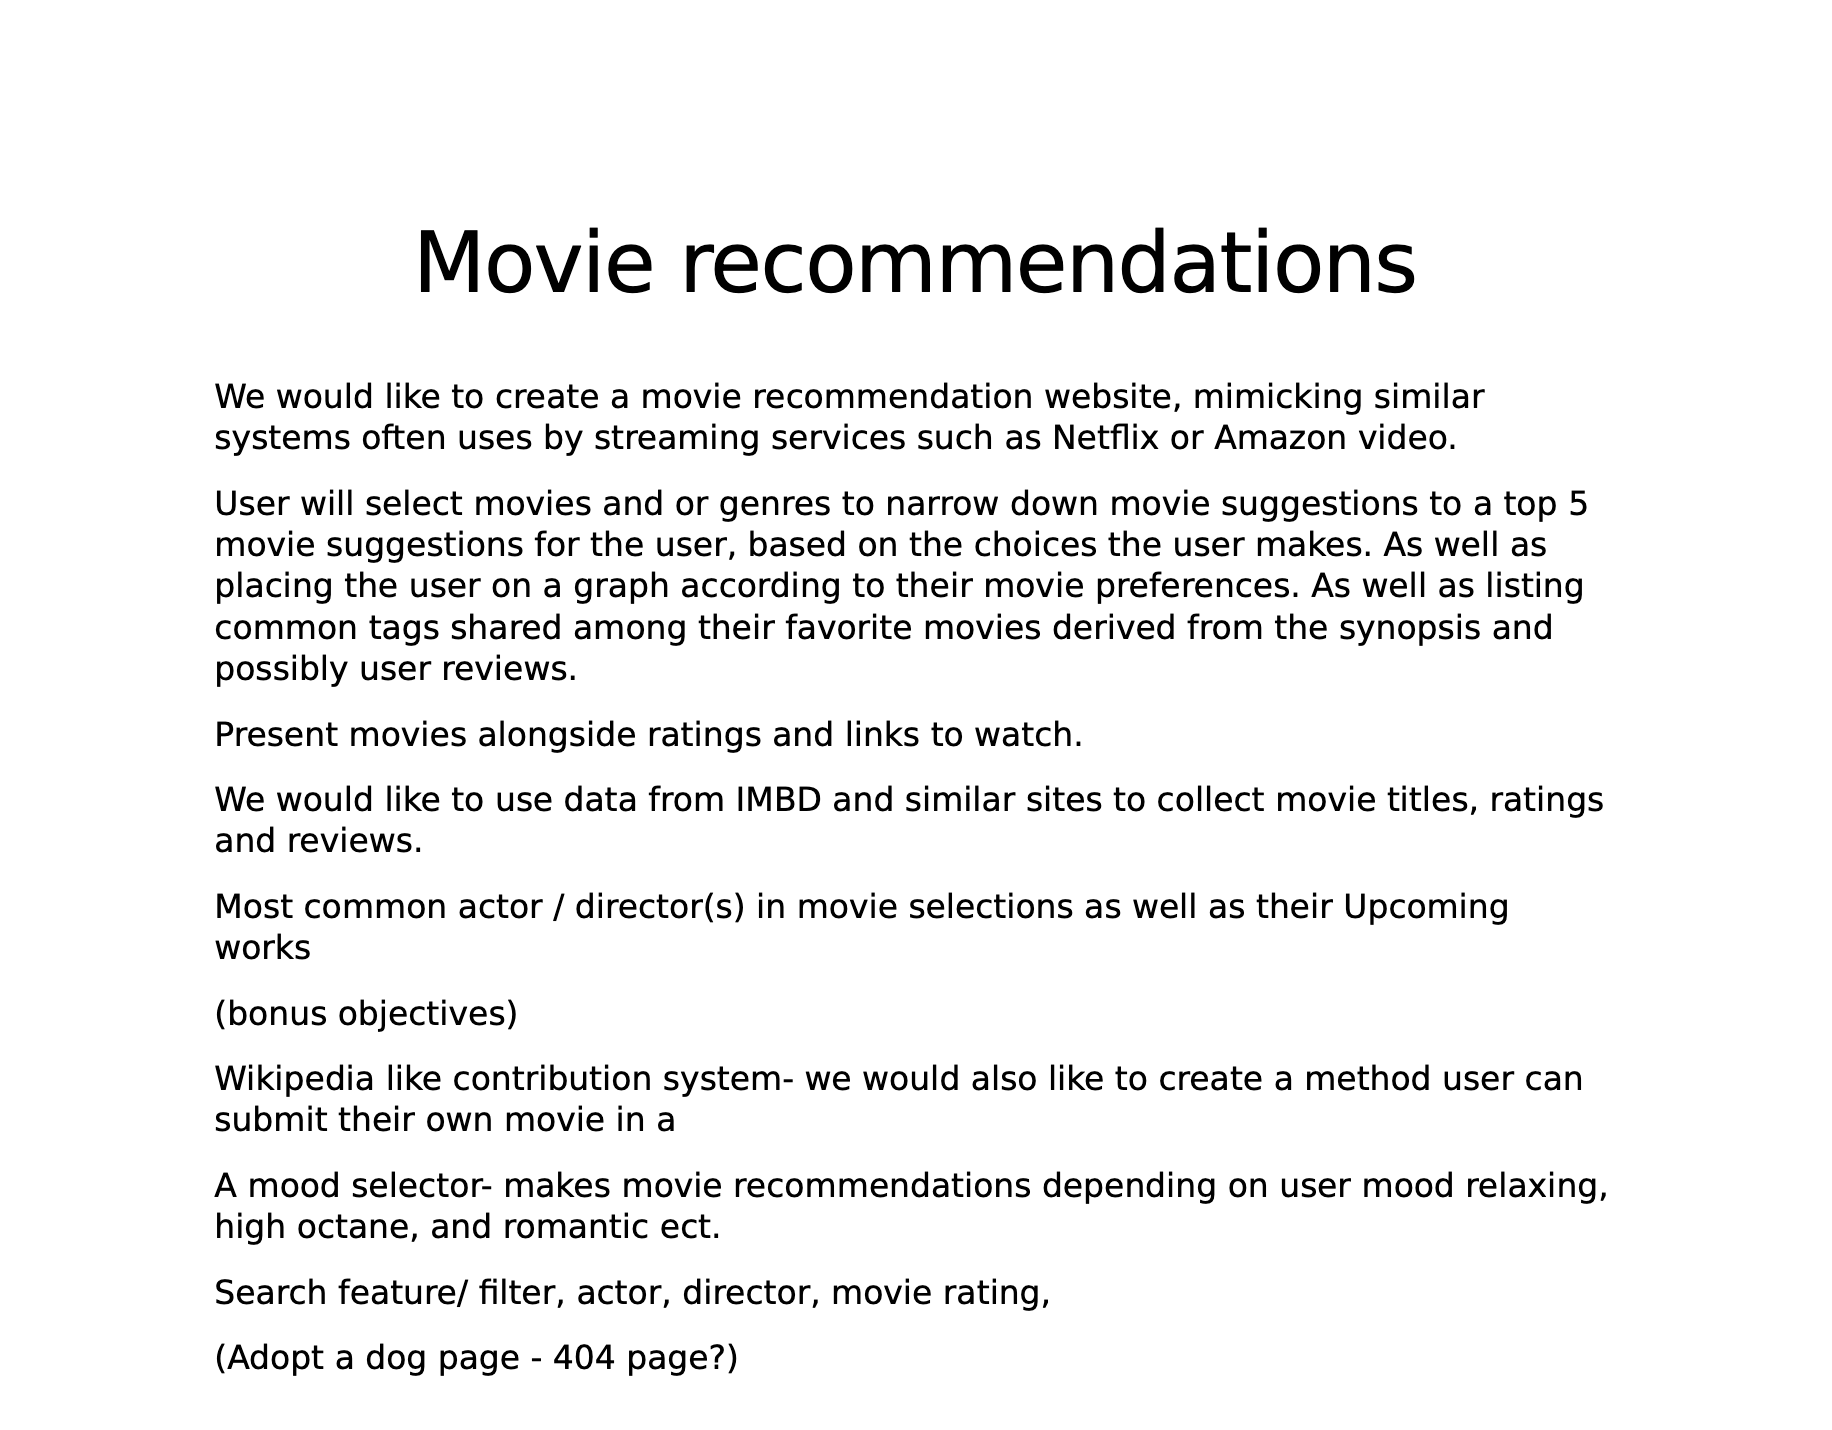 Movie recommendations
We would like to create a movie recommendation website, mimicking similar
systems often uses by streaming services such as Netflix or Amazon video.
User will select movies and or genres to narrow down movie suggestions to a top 5
movie suggestions for the user, based on the choices the user makes. As well as
placing the user on a graph according to their movie preferences. As well as listing
common tags shared among their favorite movies derived from the synopsis and
possibly user reviews.
Present movies alongside ratings and links to watch.
We would like to use data from IMBD and similar sites to collect movie titles, ratings
and reviews.
Most common actor / director(s) in movie selections as well as their Upcoming
works
(bonus objectives)
Wikipedia like contribution system- we would also like to create a method user can
submit their own movie in a
A mood selector- makes movie recommendations depending on user mood relaxing,
high octane, and romantic ect.
Search feature/ filter, actor, director, movie rating,
(Adopt a dog page - 404 page?)